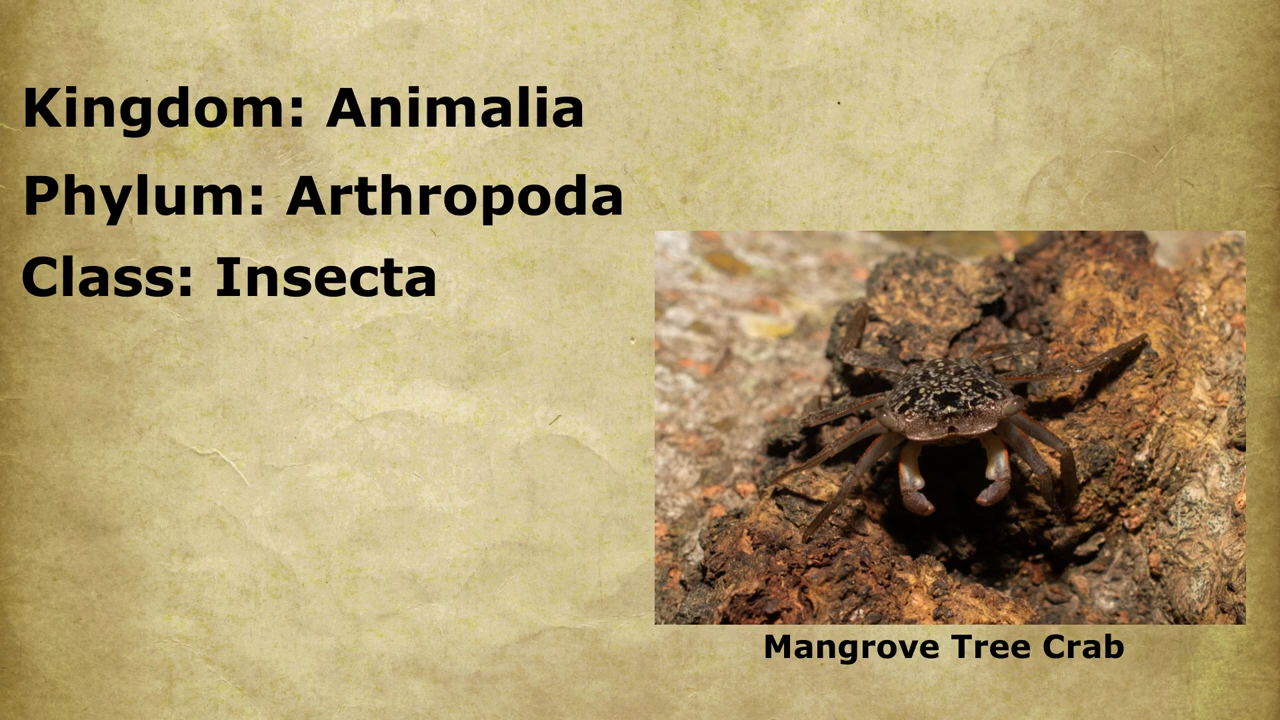 Kingdom: Animalia
Phylum: Arthropoda
Class: Insecta
Mangrove Tree Crab